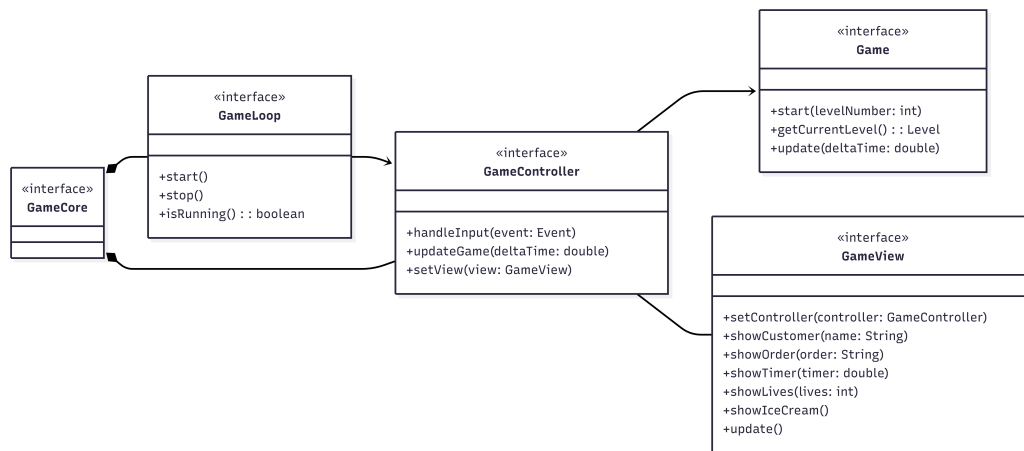 «interface»
GameCore
«interface»
GameLoop
+start()
+stop()
+isRunning() : : boolean
«interface»
GameController
+handleInput(event: Event)
+updateGame(deltaTime: double)
+setView(view: GameView)
«interface»
Game
+start(levelNumber: int)
+getCurrentLevel() : : Level
+update(deltaTime: double)
«interface»
GameView
+setController(controller: GameController)
+showCustomer(name: String)
+showOrder(order: String)
+showTimer(timer: double)
+showLives(lives: int)
+showIceCream()
+update()